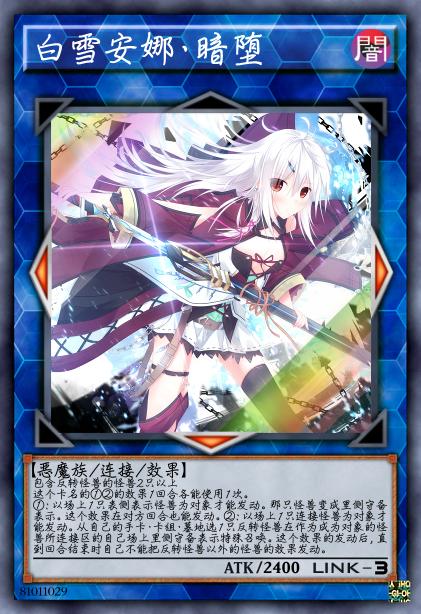 白雪安娜·暗堕
闇
【恶魔族/连接/效果】
包含反转怪兽的怪兽2只以上
这个卡名的①②的效果1回合各能使用1次。
①:以场上1只表侧表示怪兽为对象才能发动。那只怪兽变成里侧守备
表示。这个效果在对方回合也能发动。②:以场上1只连接怪兽为对象才
能发动。从自己的手卡·卡组·墓地选1只反转怪兽在作为成为对象的怪
兽所连接区的自己场上里侧守备表示特殊召唤。这个效果的发动后,直
到回合结束时自己不能把反转怪兽以外的怪兽的效果发动。
ATK/2400 LINK-3
81011029